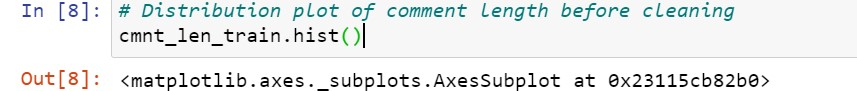 In [8]: # Distribution plot of comment length before cleaning
cmnt_len_train.hist()
Out[8]: <matplotlib.axes._subplots.AxesSubplot at 0x23115cb82b0>